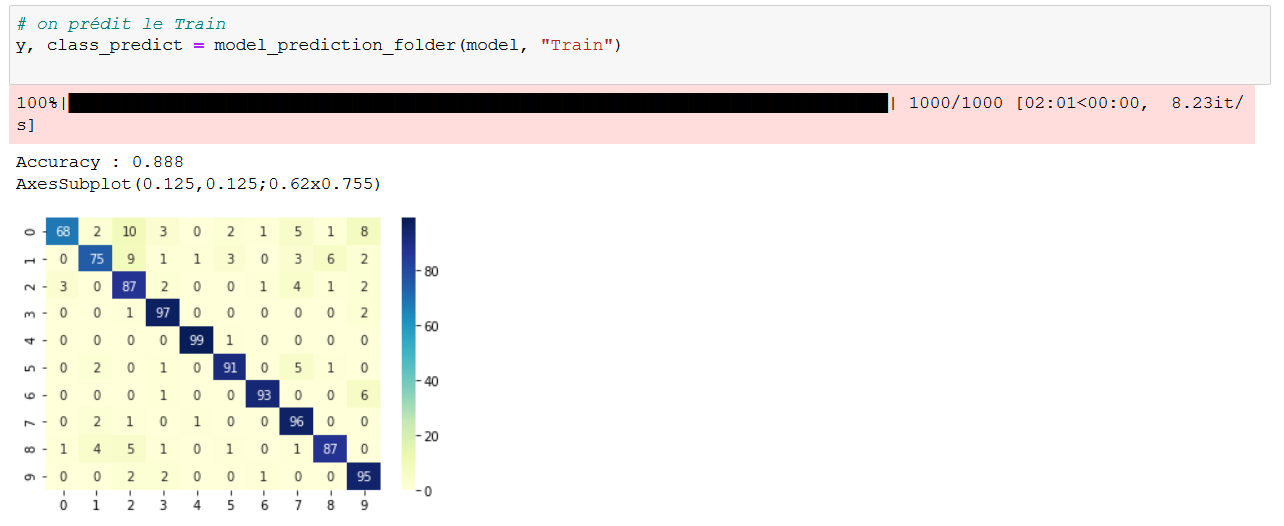 # on prédit le Train
y, class_predict = model_prediction_folder(model, "Train")
100%|██████████| 1000/1000 [02:01<00:00,  8.23it/
s]
Accuracy : 0.888
AxesSubplot(0.125,0.125;0.62x0.755)
0 68 2 10 3 0 2 1 5 1 8
1 0 75 9 1 1 3 0 3 6 2
2 3 0 87 2 0 0 1 4 1 2
3 0 0 1 97 0 0 0 0 0 2
4 0 0 0 0 99 1 0 0 0 0
5 0 2 0 1 0 91 0 5 1 0
6 0 0 0 1 0 0 93 0 0 6
7 0 2 1 0 1 0 0 96 0 0
8 1 4 5 1 0 1 0 1 87 0
9 0 0 2 2 0 0 1 0 0 95
0 1 2 3 4 5 6 7 8 9
80
60
40
20
0